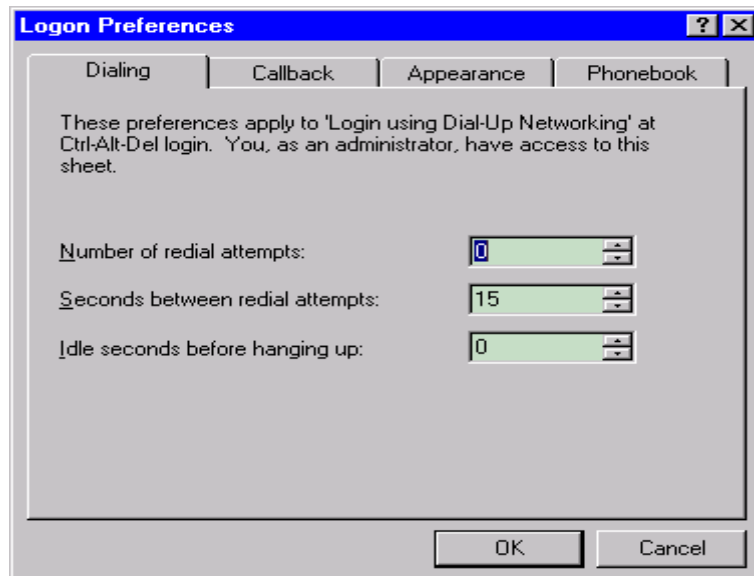 Logon Preferences
Dialing Callback Appearance Phonebook
These preferences apply to 'Login using Dial-Up Networking' at
Ctrl-Alt-Del login. You, as an administrator, have access to this
sheet.
Number of redial attempts: 0
Seconds between redial attempts: 15
Idle seconds before hanging up: 0
OK Cancel